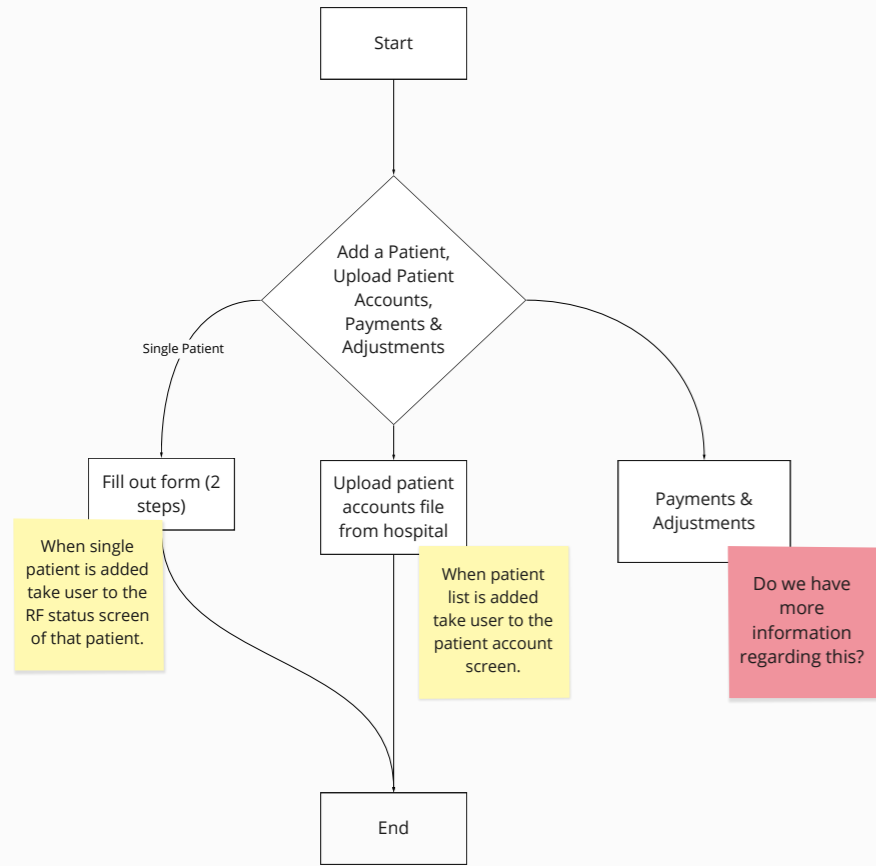 Start
Add a Patient,
Upload Patient
Accounts,
Payments &
Adjustments
Single Patient
Fill out form (2
steps)
Upload patient
accounts file
from hospital
Payments &
Adjustments
When single
patient is added
take user to the
RF status screen
of that patient.
When patient
list is added
take user to the
patient account
screen.
Do we have
more
information
regarding this?
End